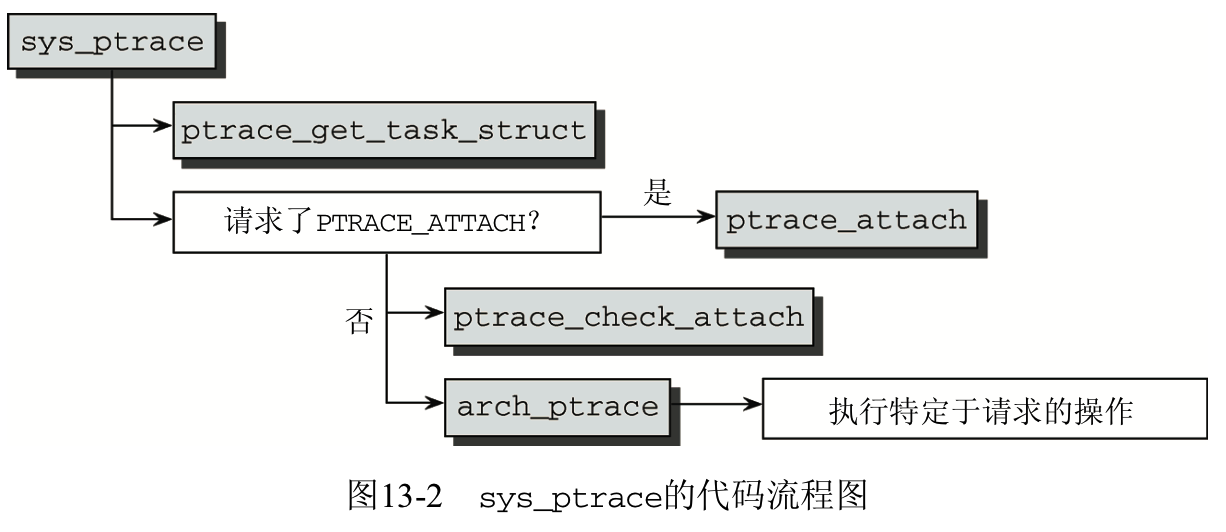 sys_ptrace
ptrace_get_task_struct
请求了PTRACE_ATTACH？
是
ptrace_attach
否
ptrace_check_attach
arch_ptrace
执行特定于请求的操作
图13-2 sys_ptrace的代码流程图